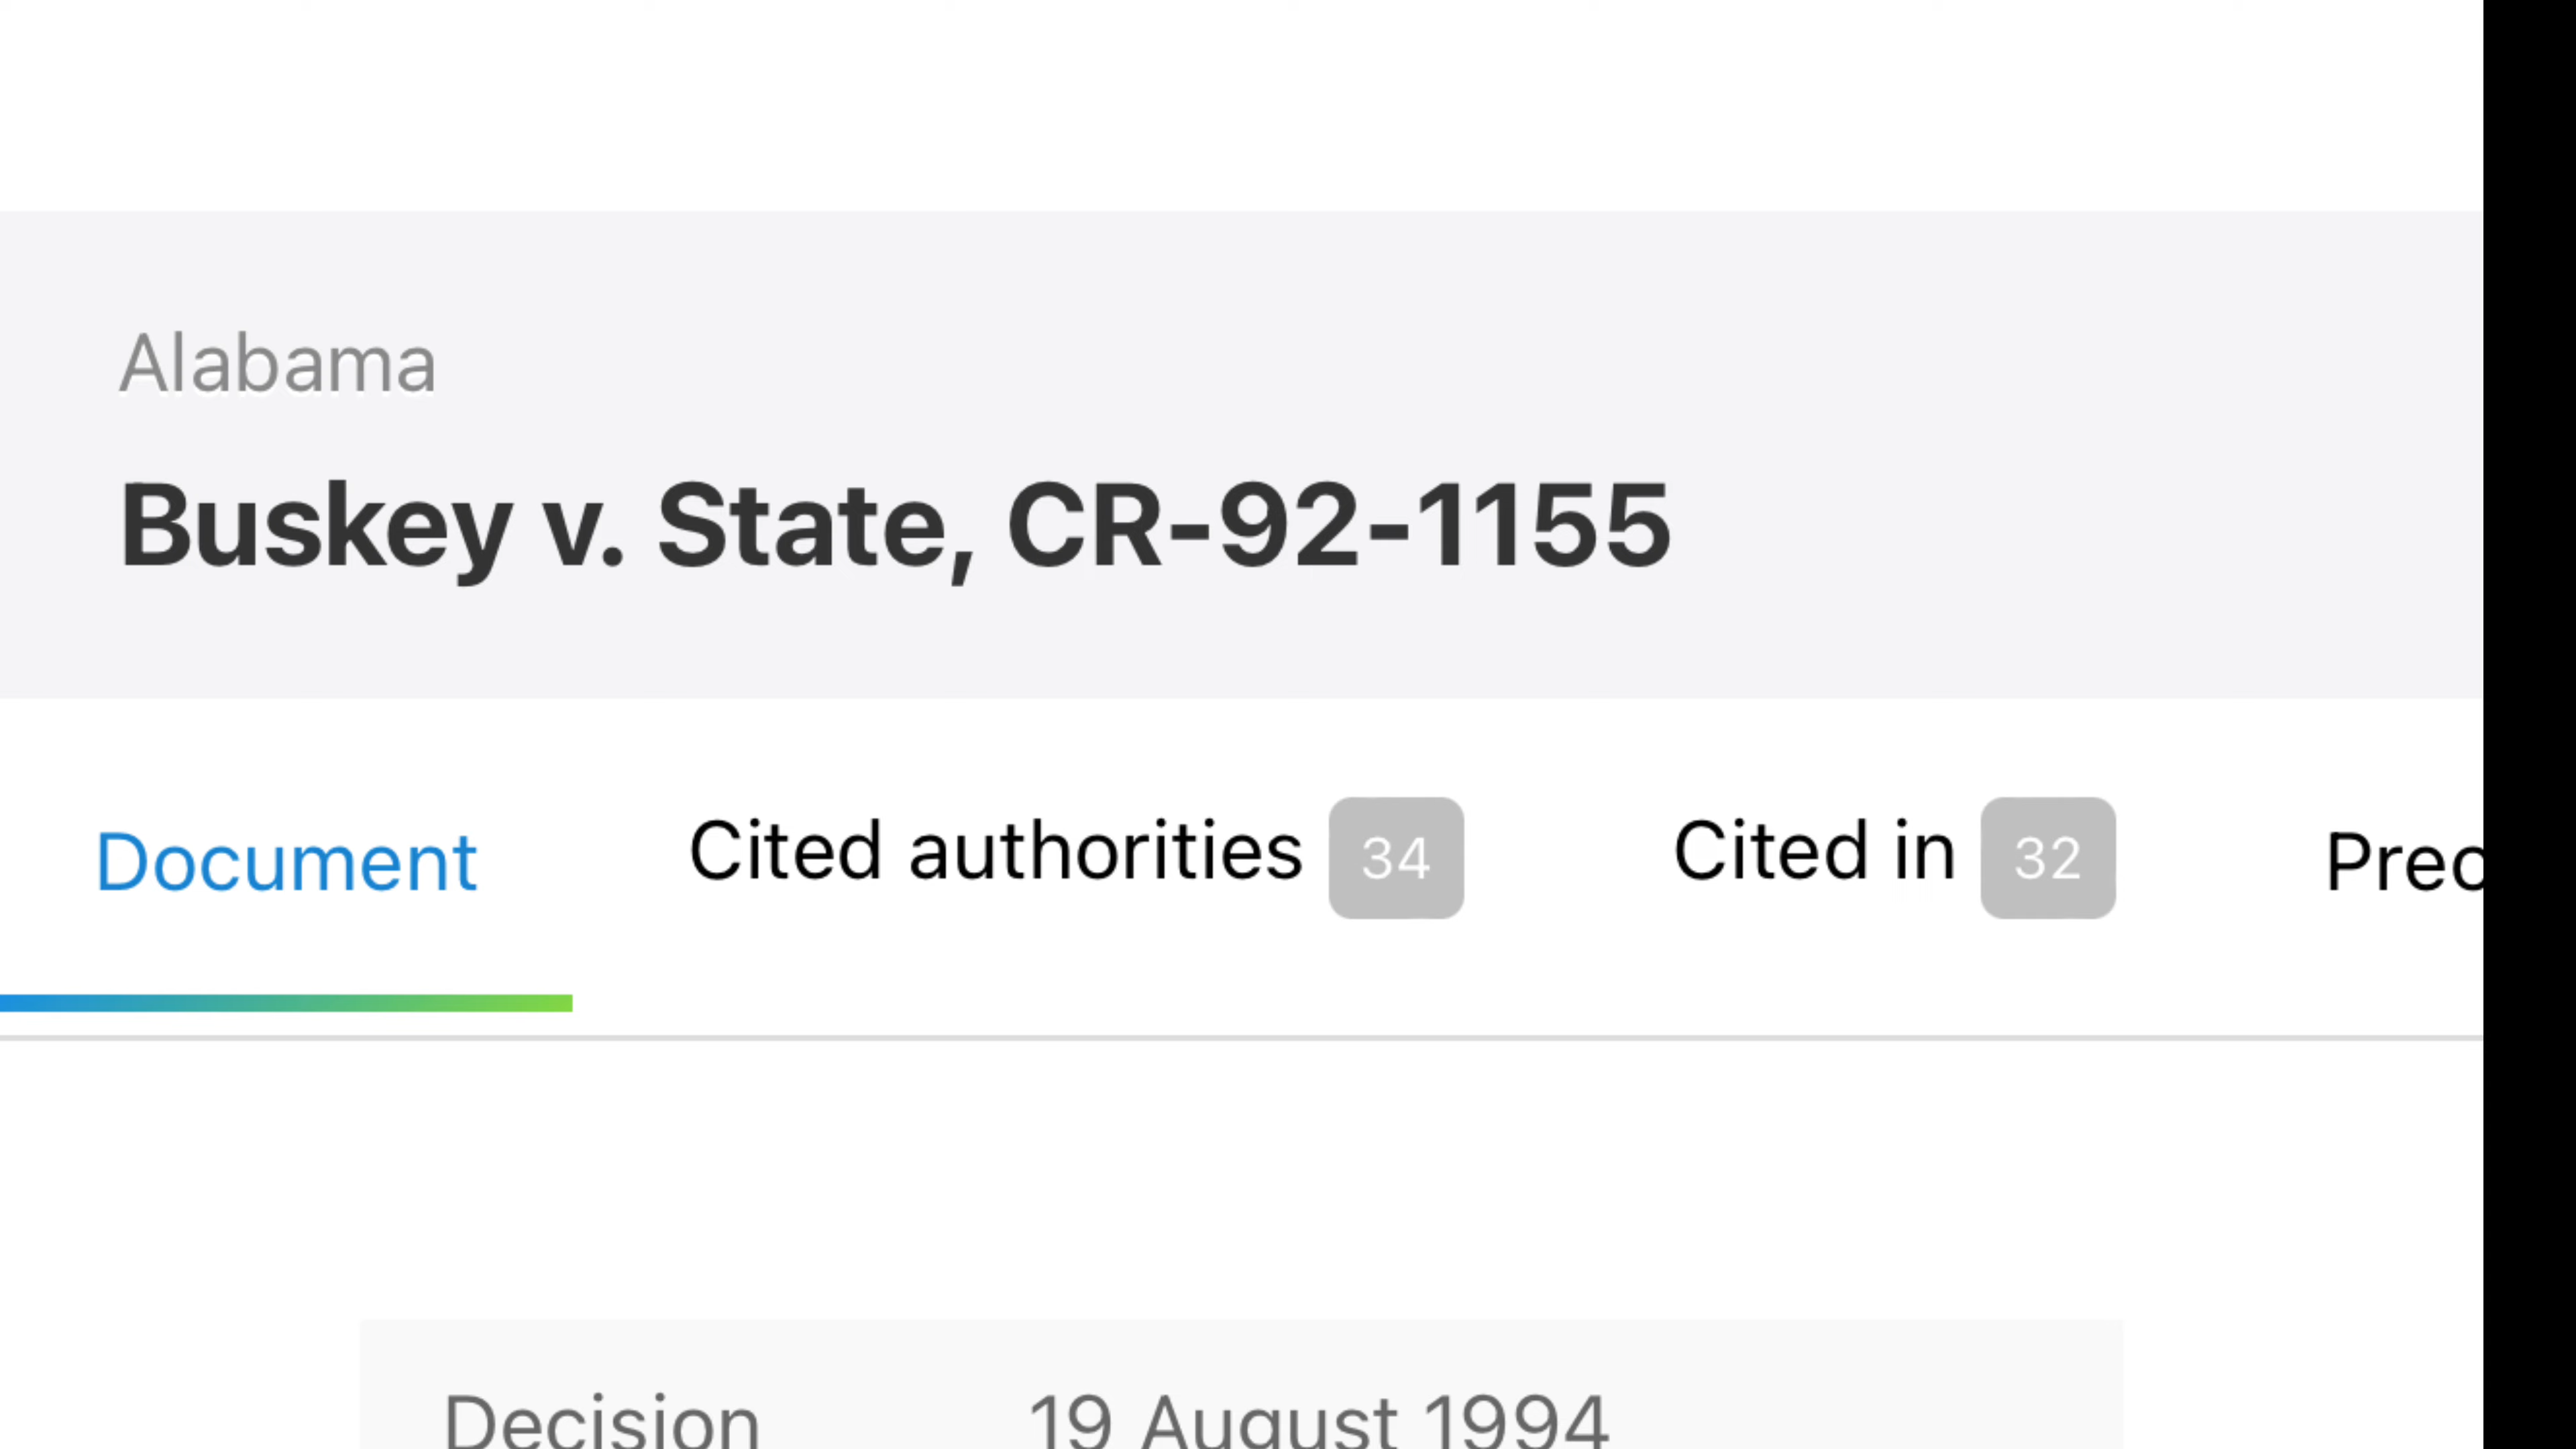 Alabama
Buskey v. State, CR-92-1155
Document Cited authorities 34 Cited in 32
Decision 19 August 1994